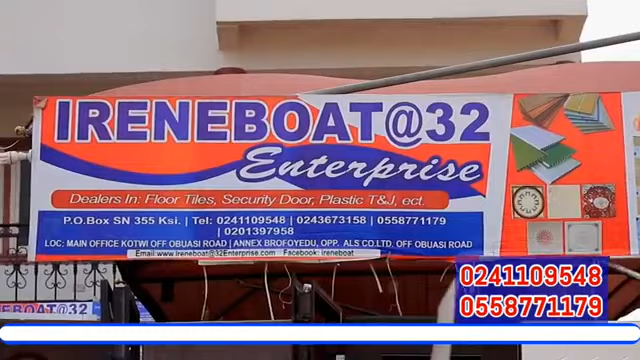 IRENEBOAT@32
Enterprise
Dealers In: Floor Tiles, Security Door, Plastic T&J, ect.
P.O.Box SN 355 Ksi. | Tel: 0241109548 | 0243673158 | 0558771179
| 0201397958
LOC: MAIN OFFICE KOTWI OFF OBUASI ROAD | ANNEX BROFOYEDU, OPP. ALS CO.LTD. OFF OBUASI ROAD
Email.www.Ireneboat@32Enterprise.com Facebook: Ireneboat
0241109548
0558771179
IRENEBOAT@32